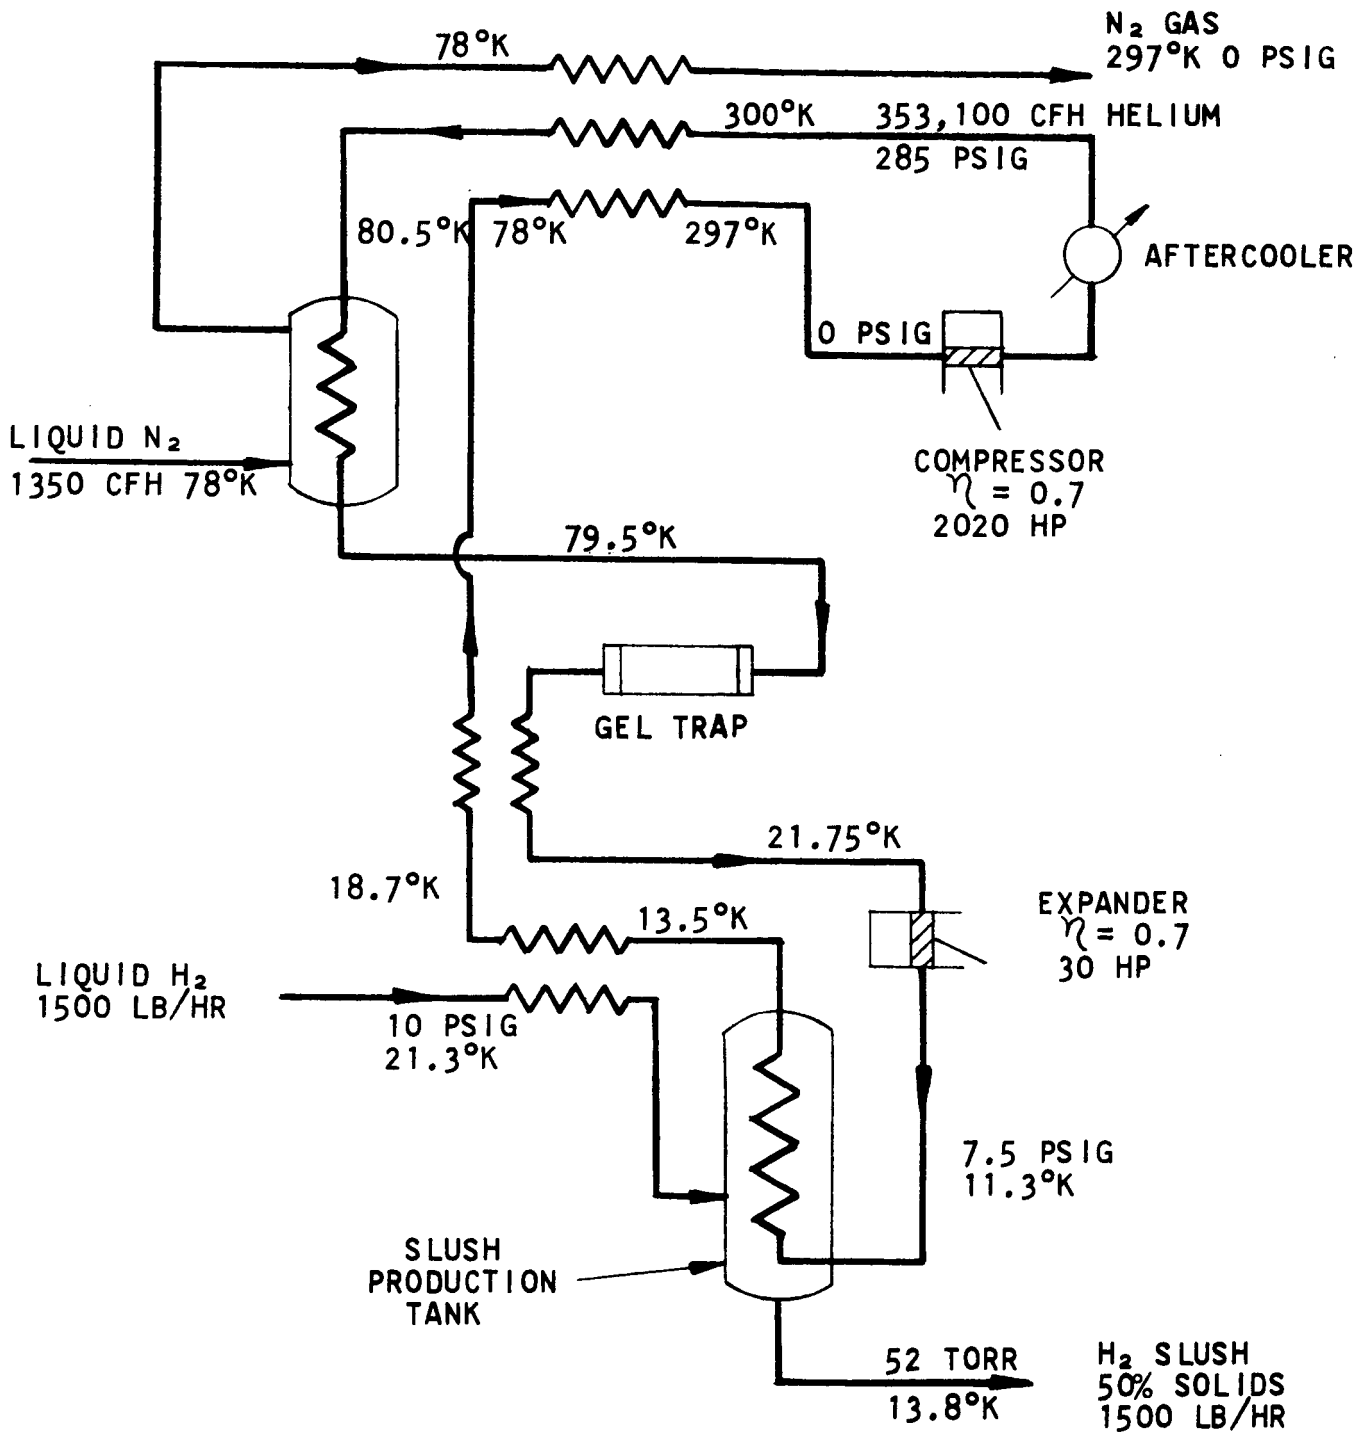 78°K
N₂ GAS
297°K 0 PSIG
300°K
353,100 CFH HELIUM
285 PSIG
80.5°K
78°K
297°K
AFTERCOOLER
0 PSIG
LIQUID N₂
1350 CFH 78°K
COMPRESSOR
η = 0.7
2020 HP
79.5°K
GEL TRAP
21.75°K
18.7°K
13.5°K
EXPANDER
η = 0.7
30 HP
LIQUID H₂
1500 LB/HR
10 PSIG
21.3°K
7.5 PSIG
11.3°K
SLUSH
PRODUCTION
TANK
52 TORR
13.8°K
H₂ SLUSH
50% SOLIDS
1500 LB/HR